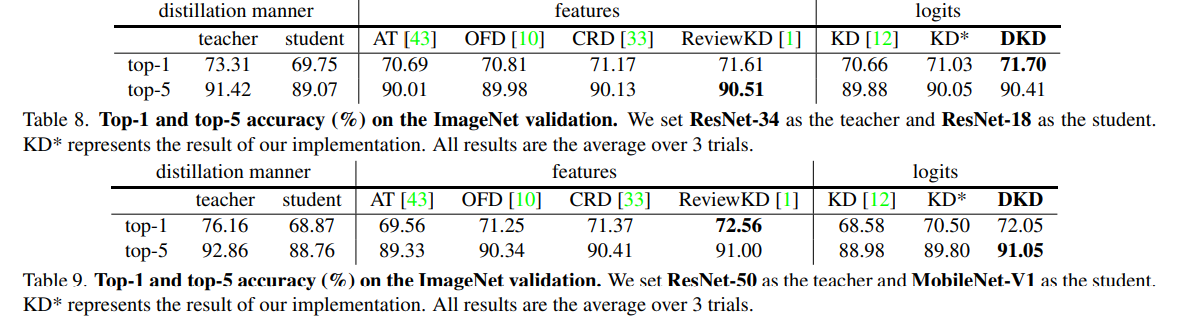 distillation manner features logits
teacher student AT [43] OFD [10] CRD [33] ReviewKD [1] KD [12] KD* DKD
top-1 73.31 69.75 70.69 70.81 71.17 71.61 70.66 71.03 71.70
top-5 91.42 89.07 90.01 89.98 90.13 90.51 89.88 90.05 90.41
Table 8. Top-1 and top-5 accuracy (%) on the ImageNet validation. We set ResNet-34 as the teacher and ResNet-18 as the student.
KD* represents the result of our implementation. All results are the average over 3 trials.
distillation manner features logits
teacher student AT [43] OFD [10] CRD [33] ReviewKD [1] KD [12] KD* DKD
top-1 76.16 68.87 69.56 71.25 71.37 72.56 68.58 70.50 72.05
top-5 92.86 88.76 89.33 90.34 90.41 91.00 88.98 89.80 91.05
Table 9. Top-1 and top-5 accuracy (%) on the ImageNet validation. We set ResNet-50 as the teacher and MobileNet-V1 as the student.
KD* represents the result of our implementation. All results are the average over 3 trials.